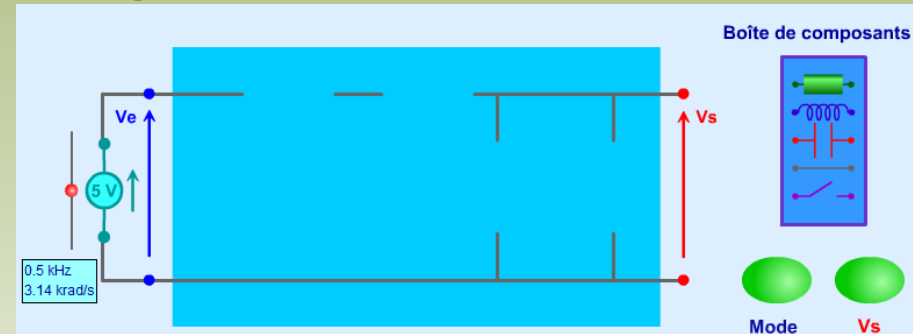 Boîte de composants
Ve
Vs
5 V
0.5 kHz
3.14 krad/s
Mode
Vs